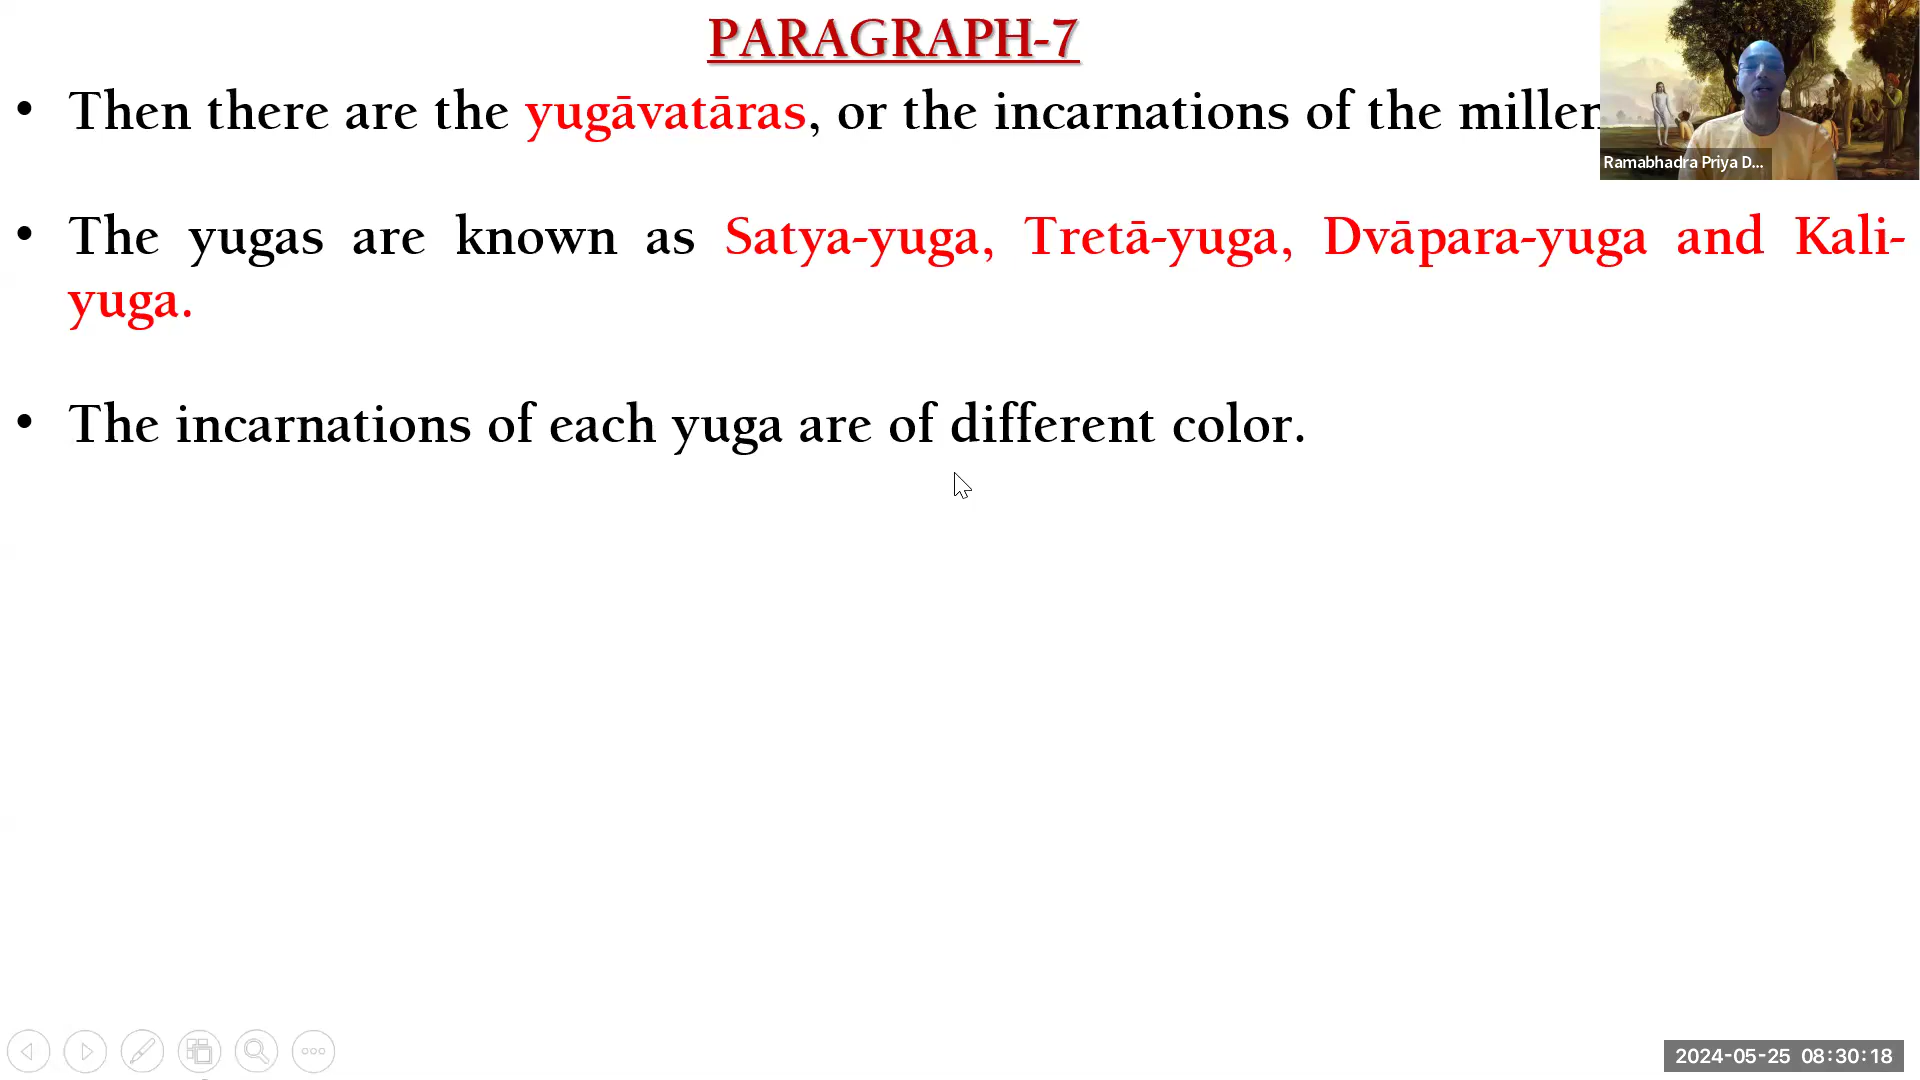 PARAGRAPH-7
• Then there are the yugāvatāras, or the incarnations of the
• The yugas are known as Satya-yuga, Tretā-yuga, Dvāpara-yuga and Kali-
yuga.
• The incarnations of each yuga are of different color.
Ramabhadra Priya D...
2024-05-25 08:30:18